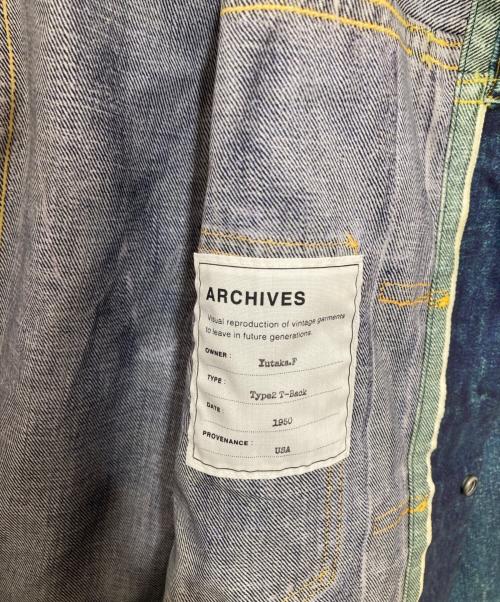 ARCHIVES
Visual reproduction of vintage garments
to leave in future generations.
OWNER : Yutaka.F
TYPE : Type2 T-Back
DATE : 1950
PROVENANCE : USA